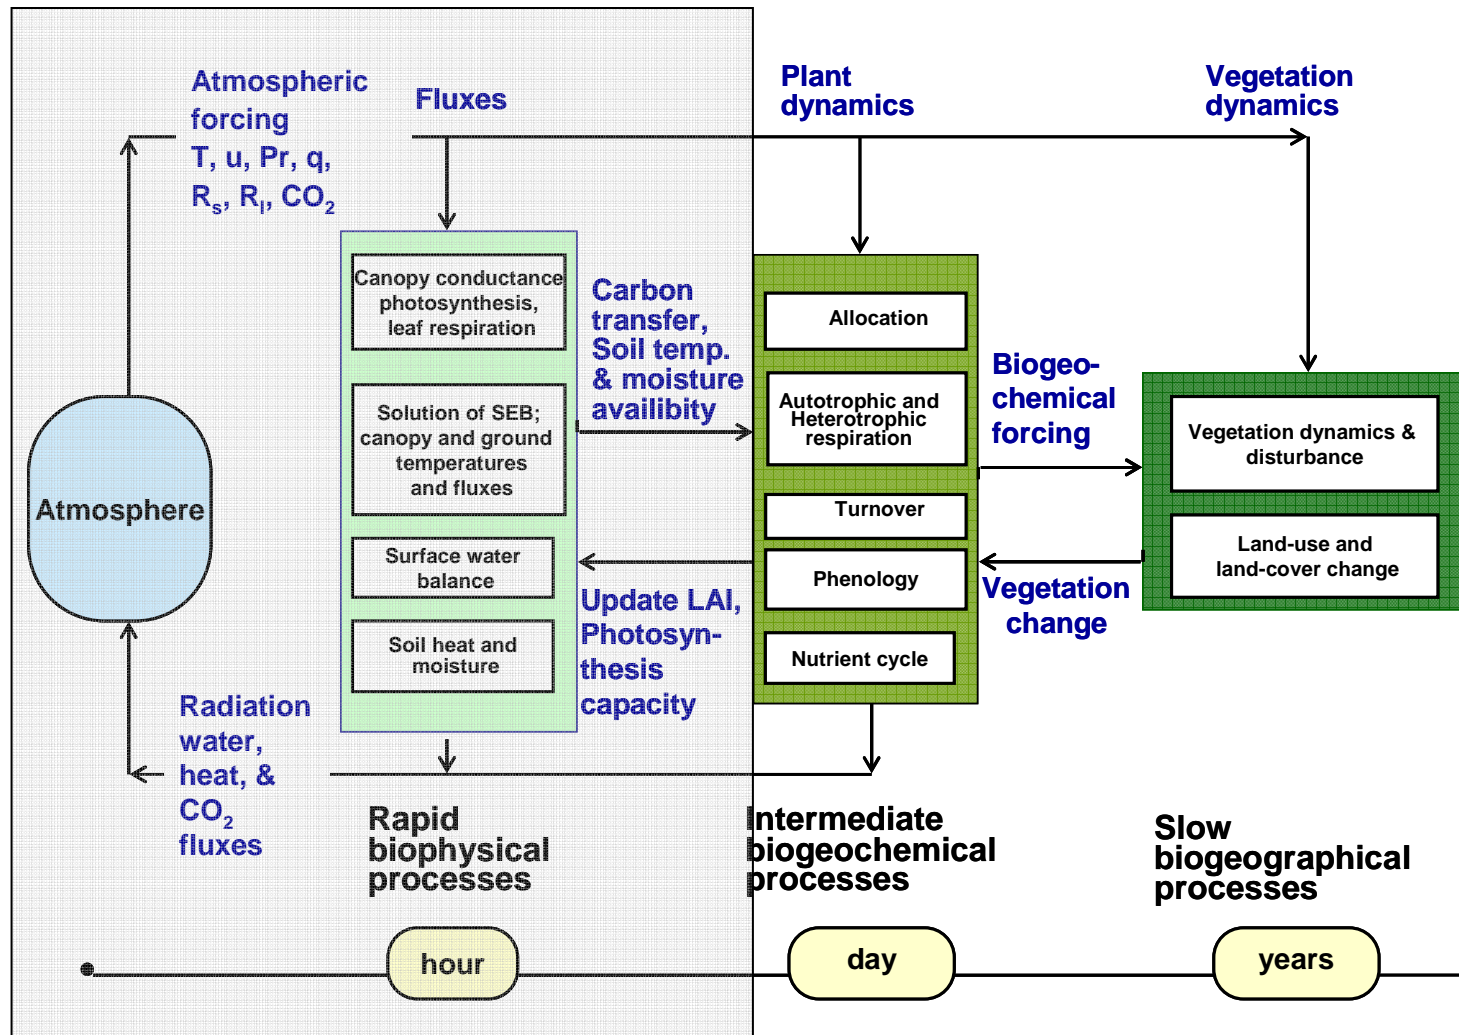 Atmospheric
forcing
T, u, Pr, q,
Rs, Rl, CO2
Fluxes
Plant
dynamics
Vegetation
dynamics
Canopy conductance
photosynthesis,
leaf respiration
Solution of SEB;
canopy and ground
temperatures
and fluxes
Surface water
balance
Soil heat and
moisture
Carbon
transfer,
Soil temp.
& moisture
availibity
Update LAI,
Photosyn-
thesis
capacity
Allocation
Autotrophic and
Heterotrophic
respiration
Turnover
Phenology
Nutrient cycle
Biogeo-
chemical
forcing
Vegetation
change
Vegetation dynamics &
disturbance
Land-use and
land-cover change
Atmosphere
Radiation
water,
heat, &
CO2
fluxes
Rapid
biophysical
processes
Intermediate
biogeochemical
processes
Slow
biogeographical
processes
hour
day
years